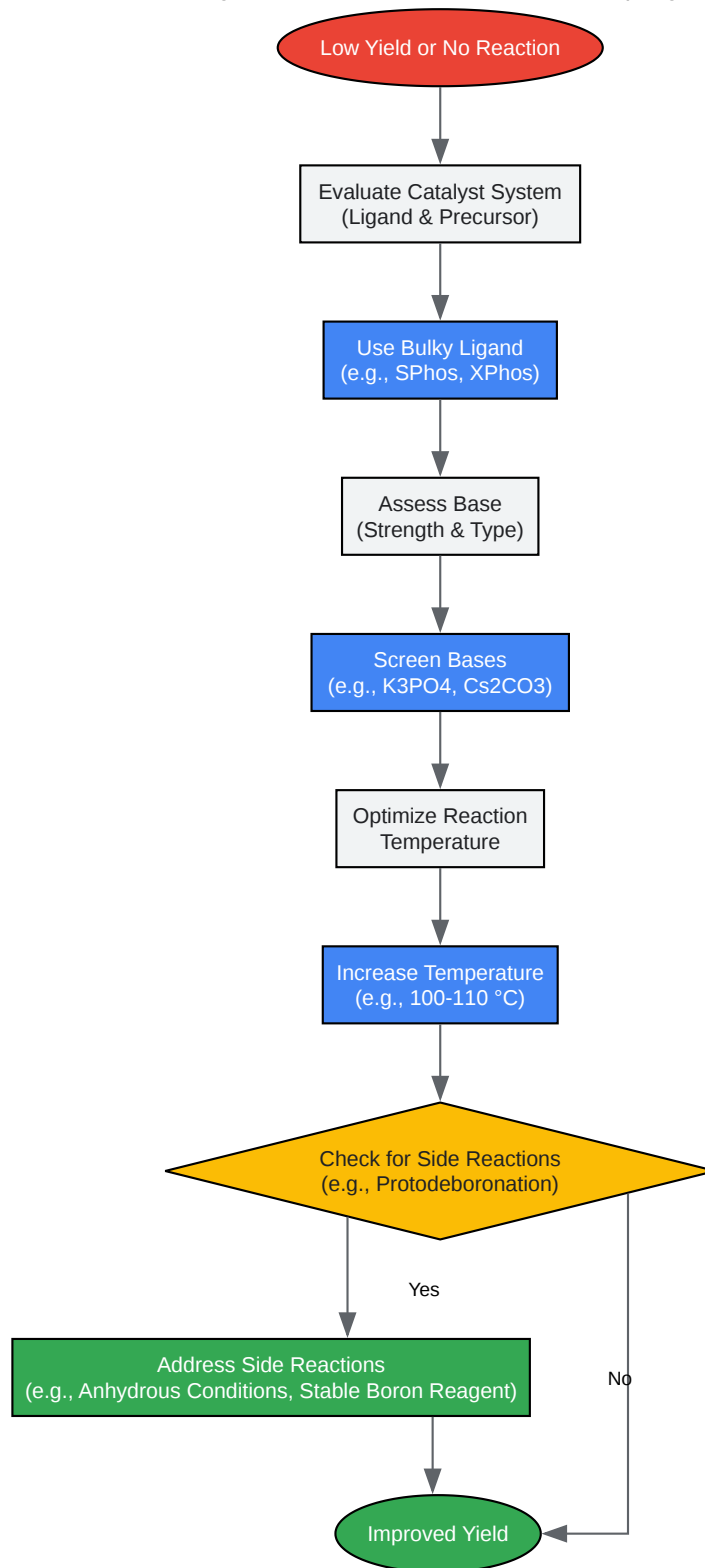 Low Yield or No Reaction
Evaluate Catalyst System
(Ligand & Precursor)
Use Bulky Ligand
(e.g., SPhos, XPhos)
Assess Base
(Strength & Type)
Screen Bases
(e.g., K3PO4, Cs2CO3)
Optimize Reaction
Temperature
Increase Temperature
(e.g., 100-110 °C)
Check for Side Reactions
(e.g., Protodeboronation)
Yes
Address Side Reactions
(e.g., Anhydrous Conditions, Stable Boron Reagent)
No
Improved Yield